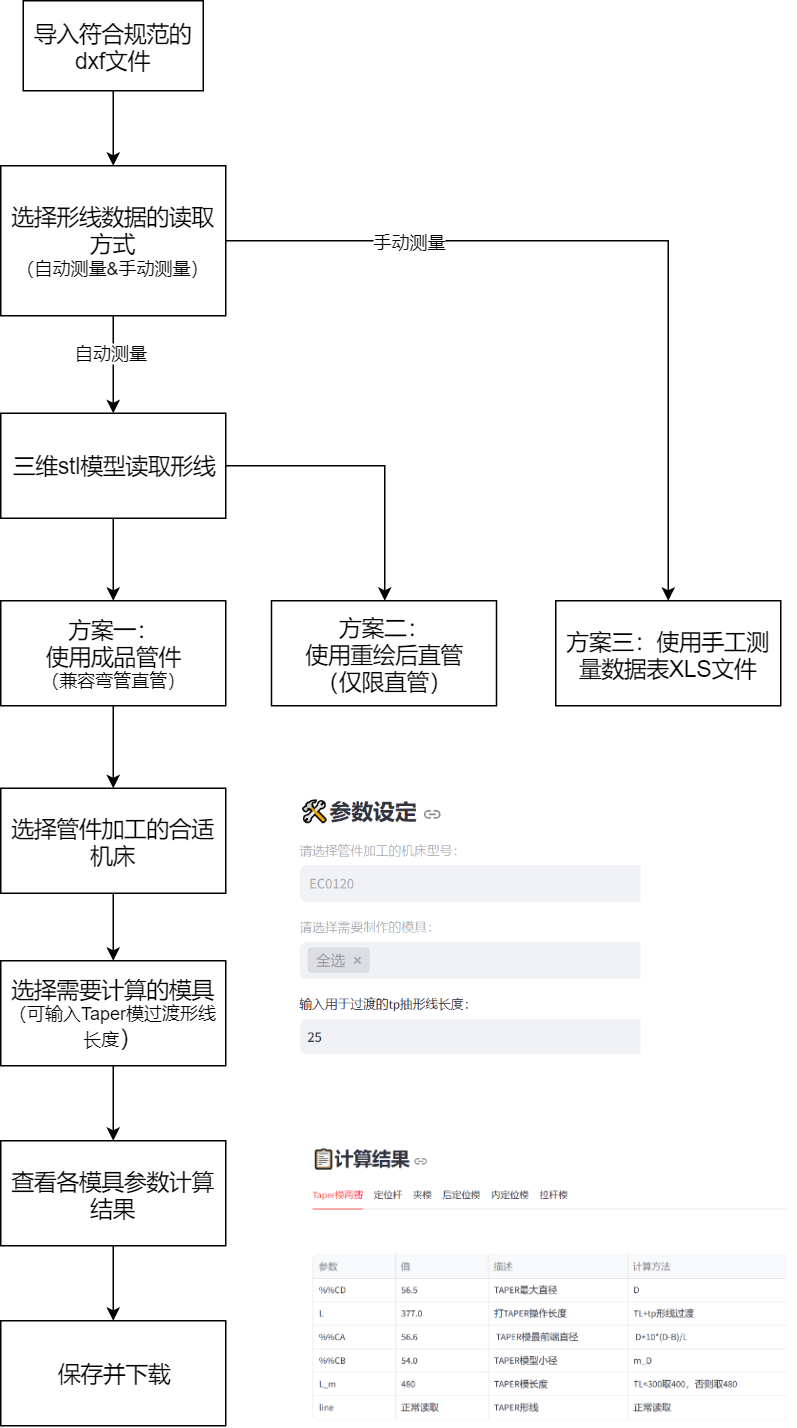 导入符合规范的
dxf文件
选择形线数据的读取
方式
（自动测量&手动测量）
手动测量
自动测量
三维stl模型读取形线
方案一：
使用成品管件
（兼容弯管直管）
方案二：
使用重绘后直管
（仅限直管）
方案三：使用手工测
量数据表XLS文件
选择管件加工的合适
机床
参数设定
请选择管件加工的机床型号：
EC0120
请选择需要制作的模具：
全选 ×
输入用于过渡的tp抽形线长度：
25
选择需要计算的模具
（可输入Taper模过渡形线
长度）
查看各模具参数计算
结果
计算结果
Taper模两瓣 定位杆 夹模 后定位模 内定位模 拉杆模
参数 值 描述 计算方法
%%CD 56.5 TAPER最大直径 D
L 377.0 打TAPER操作长度 TL+tp形线过渡
%%CA 56.6 TAPER模最前端直径 D+10*(D-B)/L
%%CB 54.0 TAPER模型小径 m_D
L_m 480 TAPER模长度 TL<300取400，否则取480
line 正常读取 TAPER形线 正常读取
保存并下载